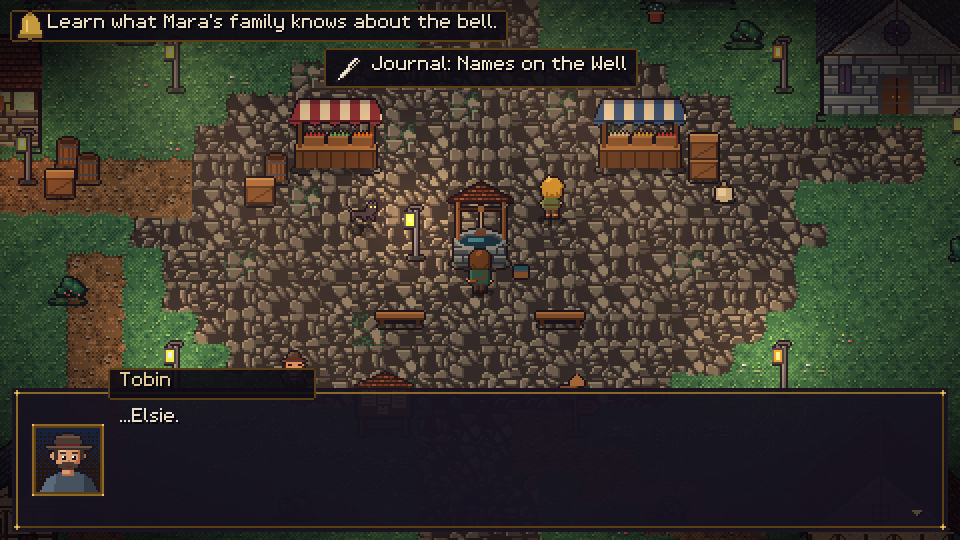 Learn what Mara's family knows about the bell.
Journal: Names on the Well
Tobin
...Elsie.